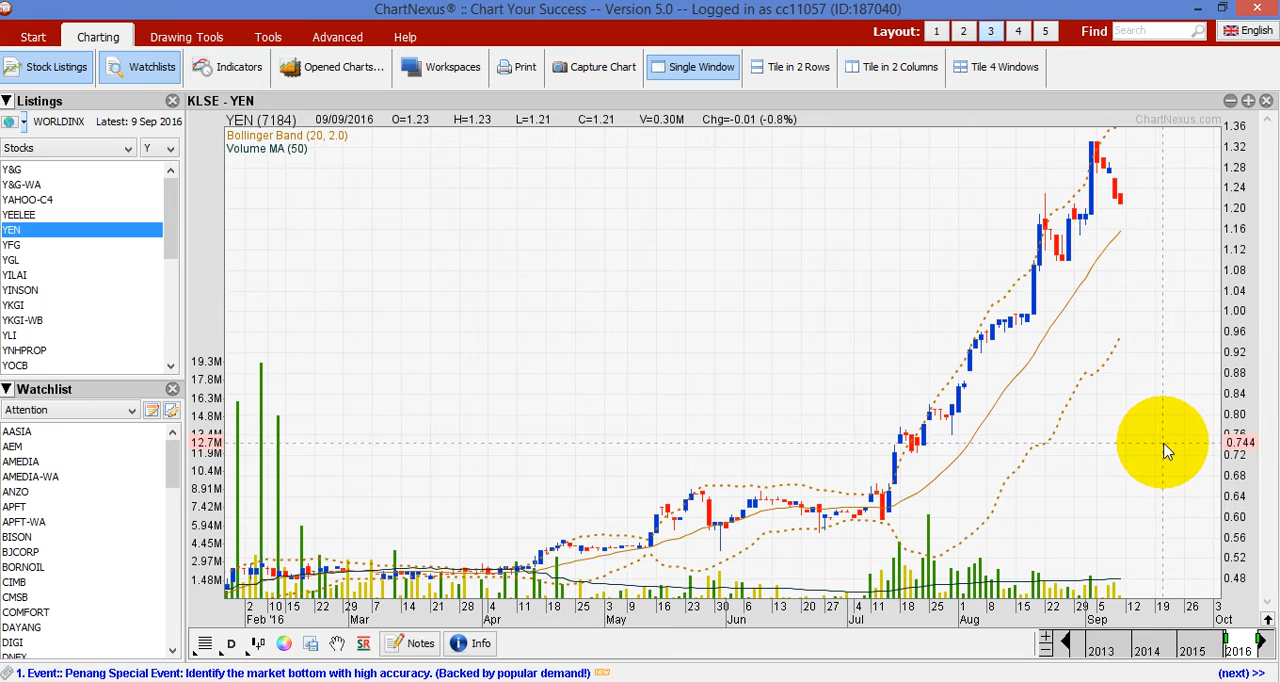 ChartNexus® :: Chart Your Success -- Version 5.0 -- Logged in as cc11057 (ID:187040)
Start Charting Drawing Tools Tools Advanced Help Layout: 1 2 3 4 5 Find Search English
Stock Listings Watchlists Indicators Opened Charts... Workspaces Print Capture Chart Single Window Tile in 2 Rows Tile in 2 Columns Tile 4 Windows
Listings
WORLDINX Latest: 9 Sep 2016
Stocks Y
Y&G
Y&G-WA
YAHOO-C4
YEELEE
YEN
YFG
YGL
YILAI
YINSON
YKGI
YKGI-WB
YLI
YNHPROP
YOCB
Watchlist
Attention
AASIA
AEM
AMEDIA
AMEDIA-WA
ANZO
APFT
APFT-WA
BISON
BJCORP
BORNOIL
CIMB
CMSB
COMFORT
DAYANG
DIGI
KLSE - YEN
YEN (7184) 09/09/2016 O=1.23 H=1.23 L=1.21 C=1.21 V=0.30M Chg=-0.01 (-0.8%) ChartNexus.com
Bollinger Band (20, 2.0)
Volume MA (50)
1.36
1.32
1.28
1.24
1.20
1.16
1.12
1.08
1.04
1.00
0.96
0.92
0.88
0.84
0.80
0.744
0.72
0.68
0.64
0.60
0.56
0.52
0.48
19.3M
17.8M
16.3M
14.8M
12.7M
11.9M
10.4M
8.91M
7.42M
5.94M
4.45M
2.97M
1.48M
2 10 15 22 29 7 14 21 28 4 11 18 25 3 9 16 23 30 6 13 20 27 4 11 18 25 1 8 15 22 29 5 12 19 26 3
Feb '16 Mar Apr May Jun Jul Aug Sep Oct
D SR Notes Info 2013 2014 2015 2016
1. Event:: Penang Special Event: Identify the market bottom with high accuracy. (Backed by popular demand!) (next) >>